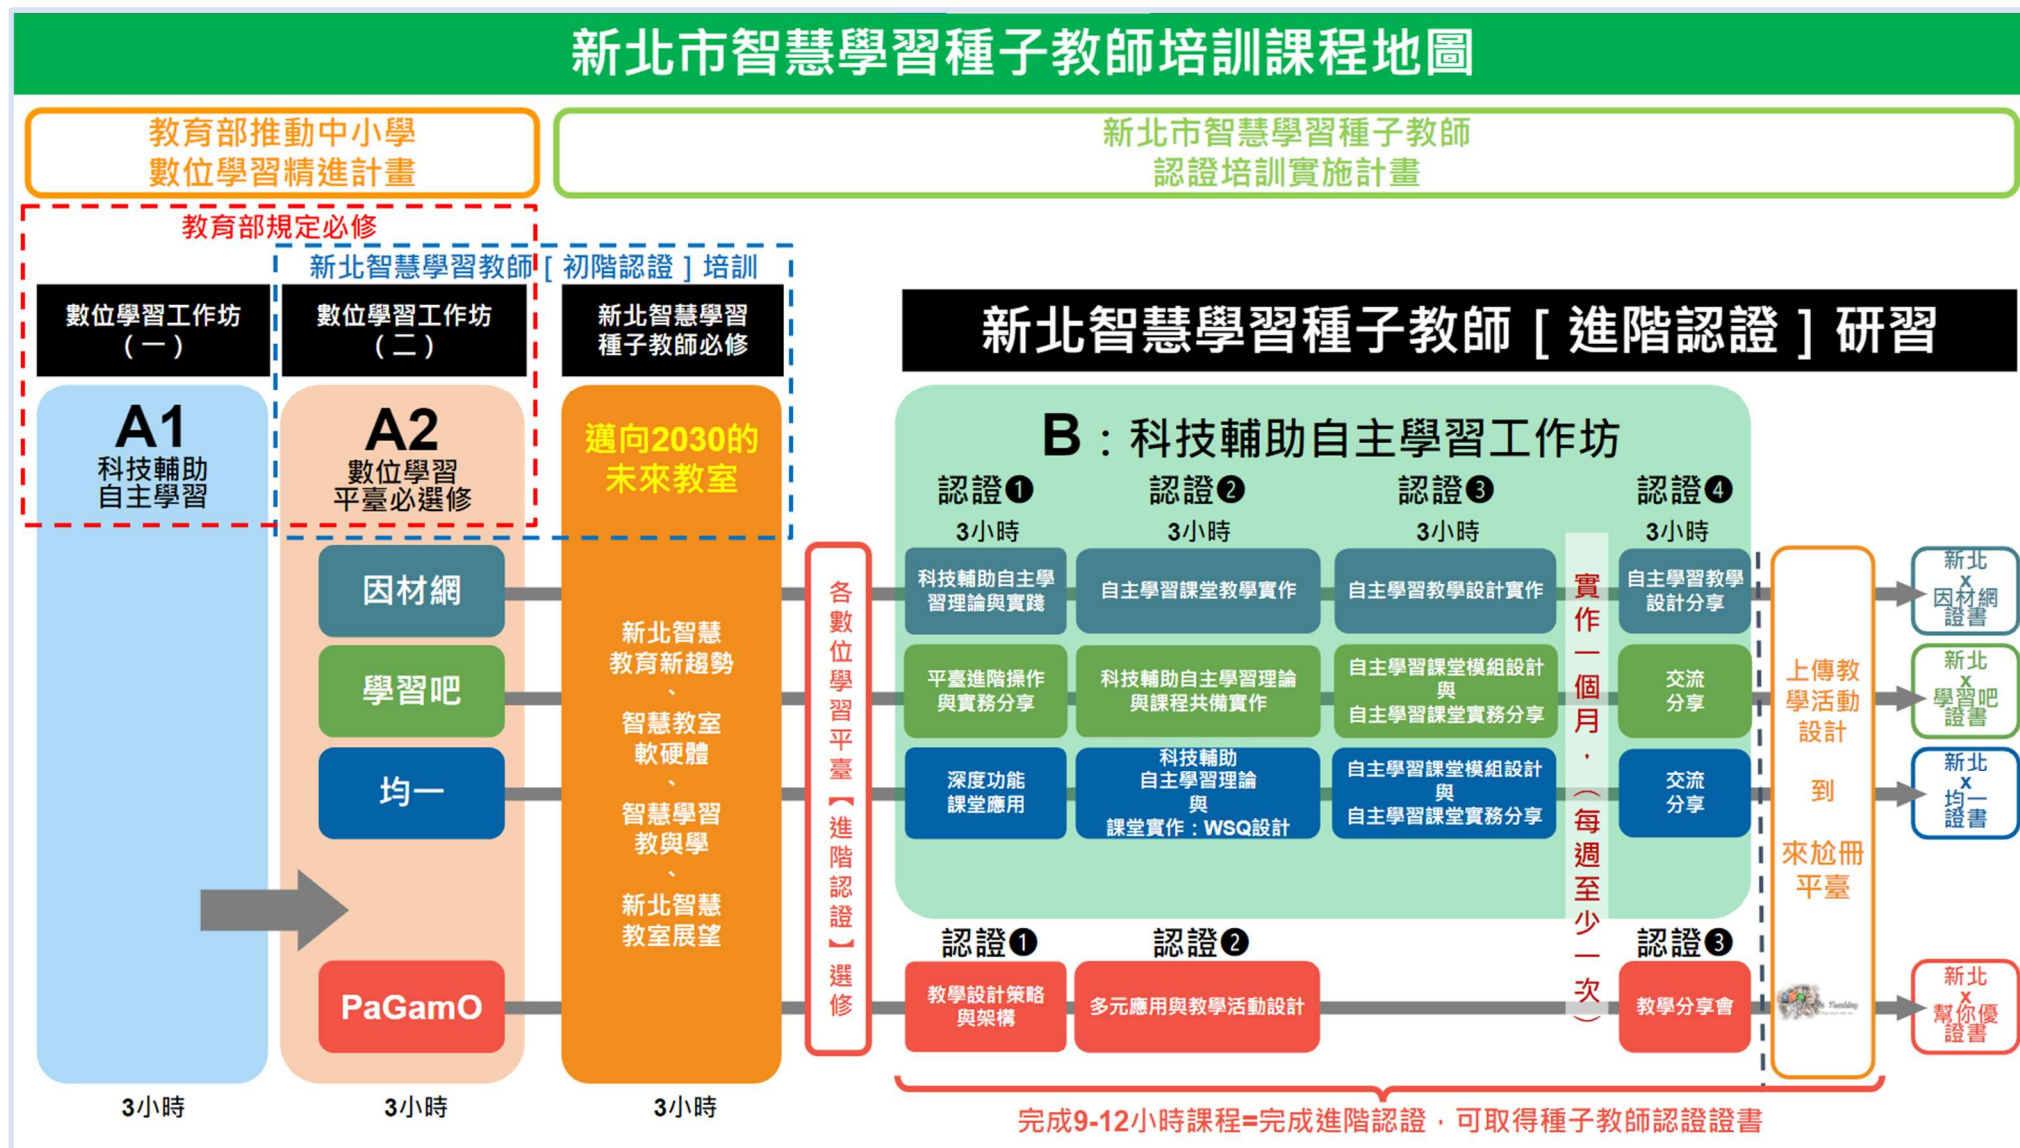 新北市智慧學習種子教師培訓課程地圖
教育部推動中小學
數位學習精進計畫
新北市智慧學習種子教師
認證培訓實施計畫
教育部規定必修
新北智慧學習教師 [ 初階認證 ] 培訓
數位學習工作坊
（一）
數位學習工作坊
（二）
新北智慧學習
種子教師必修
新北智慧學習種子教師 [ 進階認證 ] 研習
A1
科技輔助
自主學習
3小時
A2
數位學習
平臺必選修
因材網
學習吧
均一
PaGamO
3小時
邁向2030的
未來教室
新北智慧
教育新趨勢
、
智慧教室
軟硬體
、
智慧學習
教與學
、
新北智慧
教室展望
3小時
各數位學習平臺【進階認證】選修
B：科技輔助自主學習工作坊
認證❶
3小時
認證❷
3小時
認證❸
3小時
認證❹
3小時
科技輔助自主學
習理論與實踐
自主學習課堂教學實作
自主學習教學設計實作
自主學習教學
設計分享
平臺進階操作
與實務分享
科技輔助自主學習理論
與課程共備實作
自主學習課堂模組設計
與
自主學習課堂實務分享
交流
分享
深度功能
課堂應用
科技輔助
自主學習理論
與
課堂實作：WSQ設計
自主學習課堂模組設計
與
自主學習課堂實務分享
交流
分享
實作一個月，（每週至少一次）
認證❶
認證❷
認證❸
教學設計策略
與架構
多元應用與教學活動設計
教學分享會
上傳教
學活動
設計
到
來尬冊
平臺
新北
x
因材網
證書
新北
x
學習吧
證書
新北
x
均一
證書
新北
x
幫你優
證書
完成9-12小時課程=完成進階認證，可取得種子教師認證證書